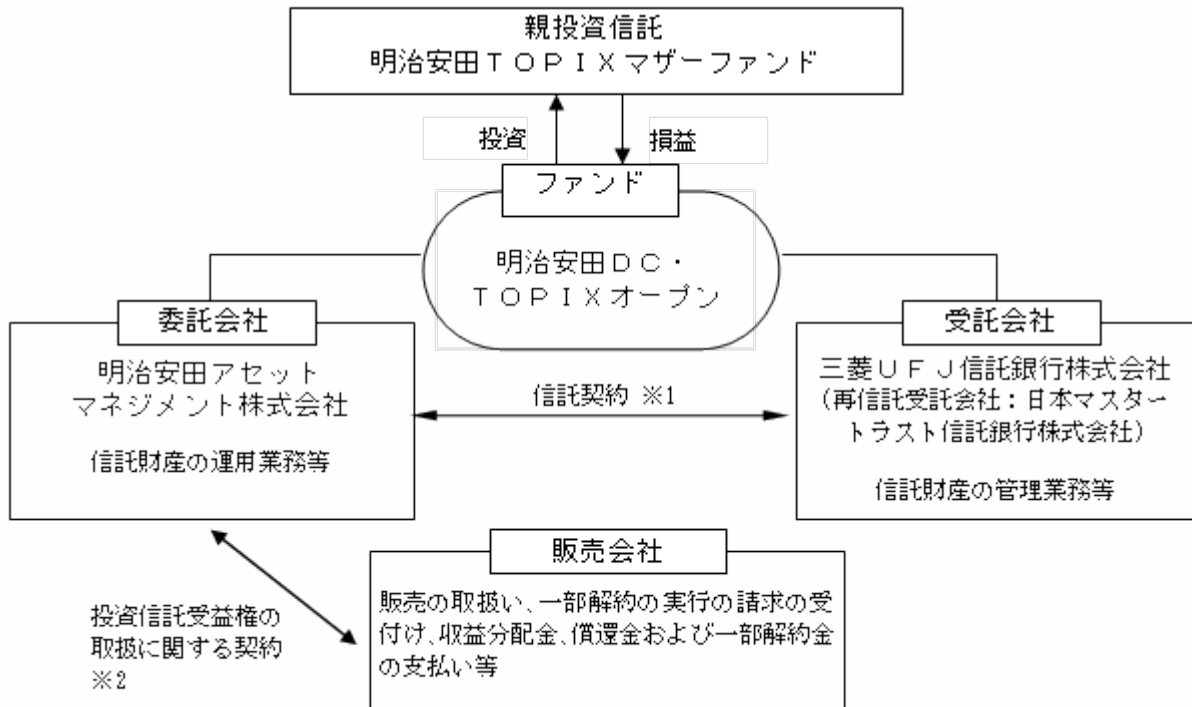 親投資信託
明治安田ＴＯＰＩＸマザーファンド
投資
損益
ファンド
明治安田ＤＣ・
ＴＯＰＩＸオープン
委託会社
明治安田アセット
マネジメント株式会社
信託財産の運用業務等
信託契約 ※1
受託会社
三菱ＵＦＪ信託銀行株式会社
(再信託受託会社：日本マスター
トラスト信託銀行株式会社)
信託財産の管理業務等
投資信託受益権の
取扱に関する契約
※2
販売会社
販売の取扱い、一部解約の実行の請求の受
付け、収益分配金、償還金および一部解約金
の支払い等